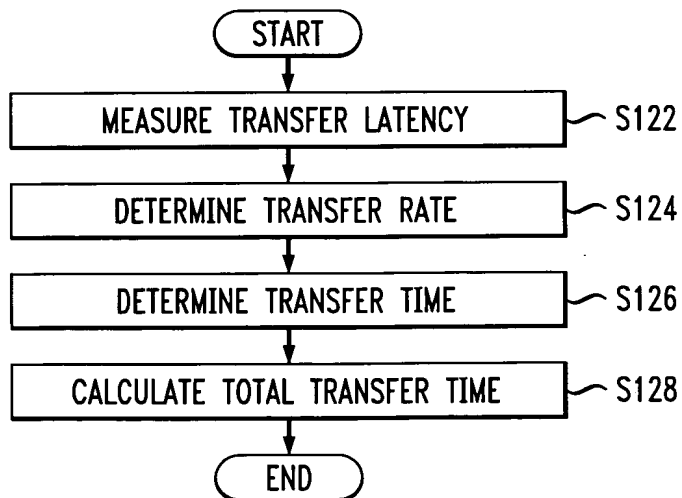 START
MEASURE TRANSFER LATENCY
S122
DETERMINE TRANSFER RATE
S124
DETERMINE TRANSFER TIME
S126
CALCULATE TOTAL TRANSFER TIME
S128
END